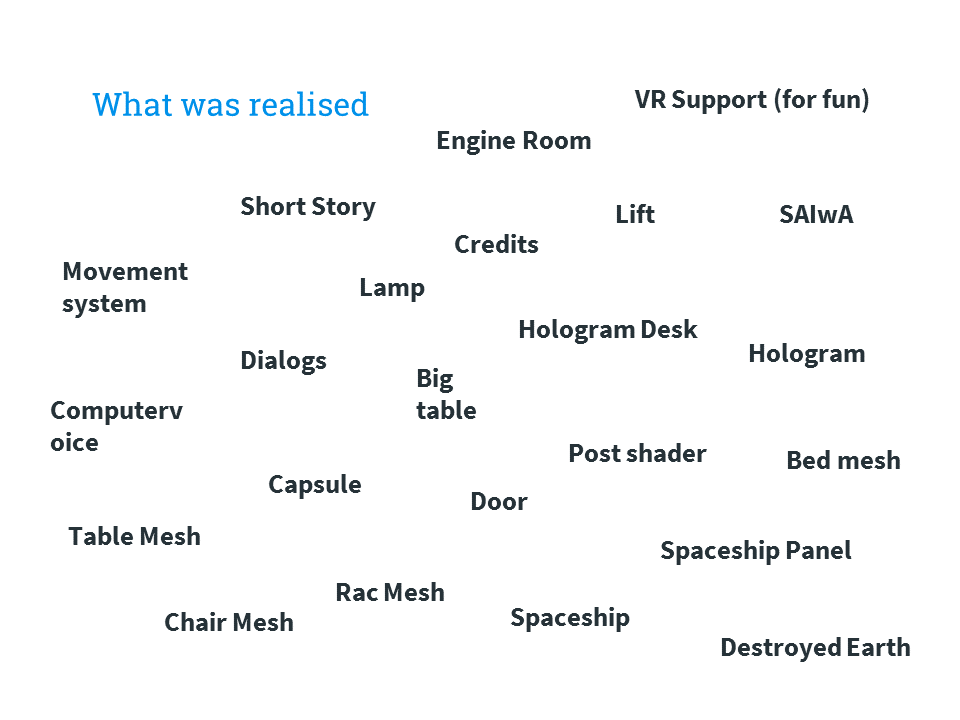 What was realised
VR Support (for fun)
Engine Room
Short Story
Lift
SAIwA
Credits
Movement
system
Lamp
Hologram Desk
Hologram
Dialogs
Big
table
Computerv
oice
Post shader
Bed mesh
Capsule
Door
Table Mesh
Spaceship Panel
Rac Mesh
Chair Mesh
Spaceship
Destroyed Earth